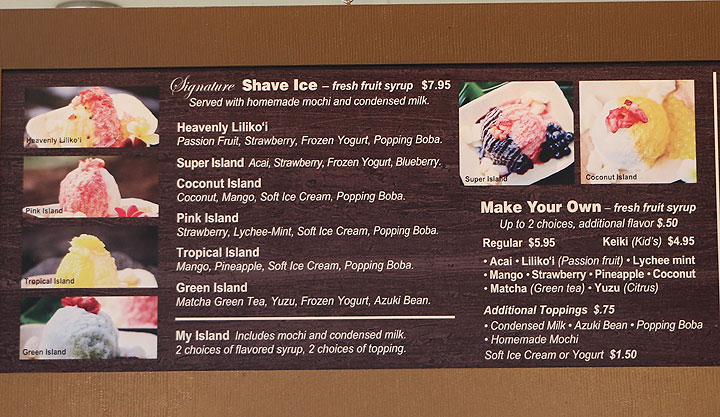 Heavenly Liliko'i
Pink Island
Tropical Island
Green Island
Signature Shave Ice – fresh fruit syrup $7.95
Served with homemade mochi and condensed milk.
Heavenly Liliko'i
Passion Fruit, Strawberry, Frozen Yogurt, Popping Boba.
Super Island Acai, Strawberry, Frozen Yogurt, Blueberry.
Coconut Island
Coconut, Mango, Soft Ice Cream, Popping Boba.
Pink Island
Strawberry, Lychee-Mint, Soft Ice Cream, Popping Boba.
Tropical Island
Mango, Pineapple, Soft Ice Cream, Popping Boba.
Green Island
Matcha Green Tea, Yuzu, Frozen Yogurt, Azuki Bean.
My Island Includes mochi and condensed milk.
2 choices of flavored syrup, 2 choices of topping.
Super Island
Coconut Island
Make Your Own – fresh fruit syrup
Up to 2 choices, additional flavor $.50
Regular $5.95 Keiki (Kid's) $4.95
• Acai • Liliko'i (Passion fruit) • Lychee mint
• Mango • Strawberry • Pineapple • Coconut
• Matcha (Green tea) • Yuzu (Citrus)
Additional Toppings $.75
• Condensed Milk • Azuki Bean • Popping Boba
• Homemade Mochi
Soft Ice Cream or Yogurt $1.50